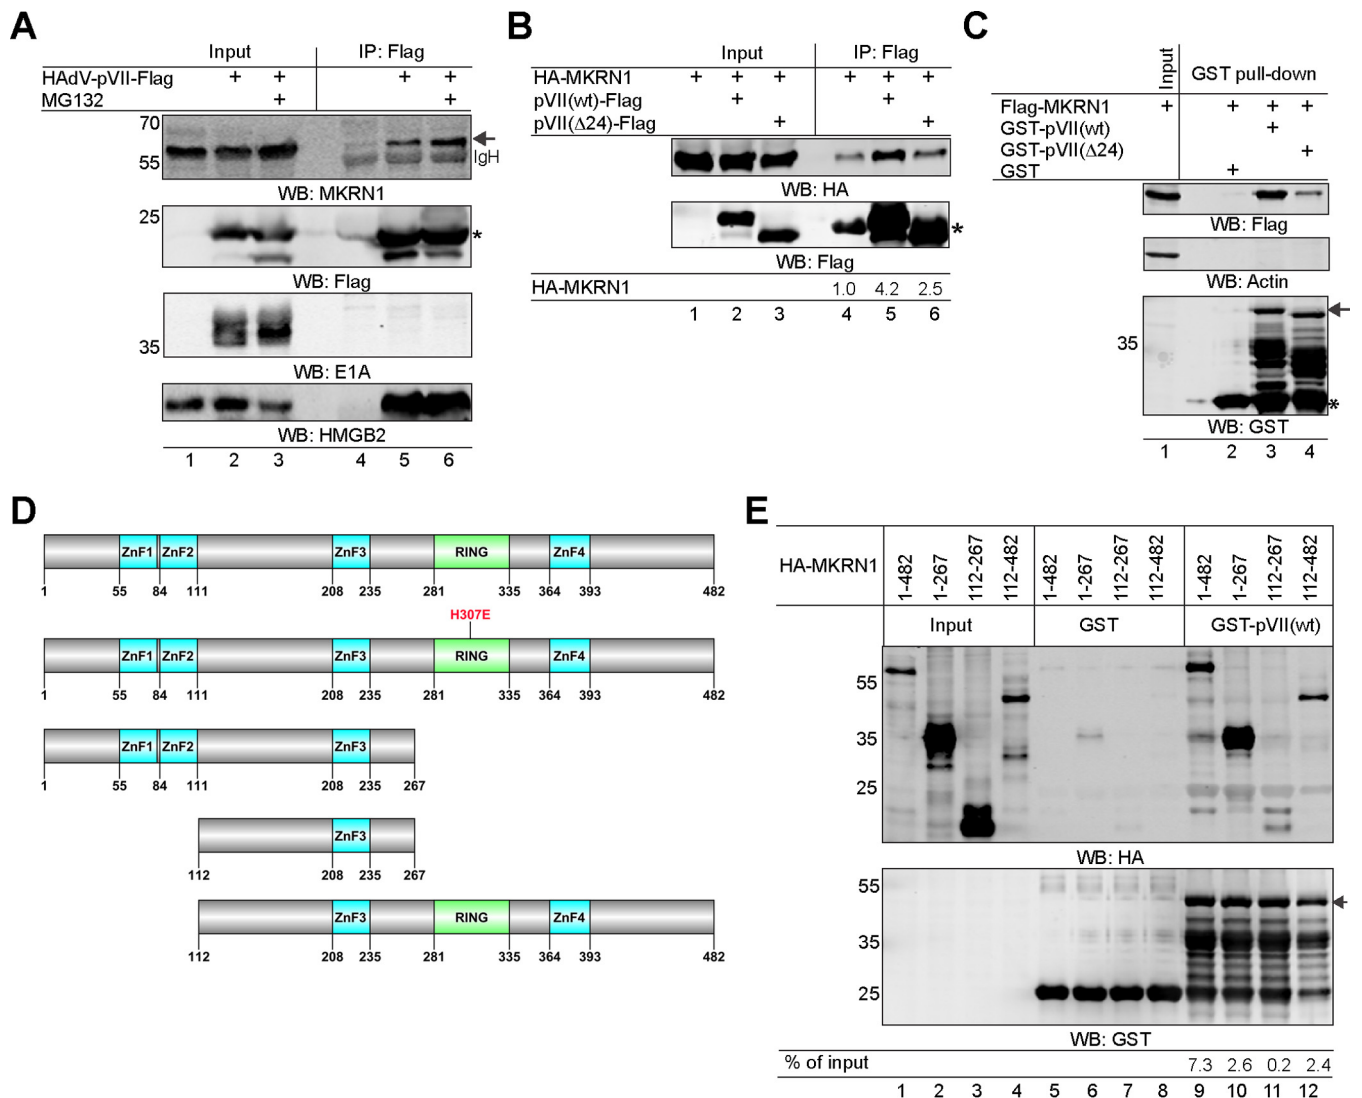 A
Input IP: Flag
HAdV-pVII-Flag + + + +
MG132 + +
70
55
IgH
WB: MKRN1
25
*
WB: Flag
35
WB: E1A
WB: HMGB2
1 2 3 4 5 6
B
Input IP: Flag
HA-MKRN1 + + + + + +
pVII(wt)-Flag + +
pVII(Δ24)-Flag + +
WB: HA
*
WB: Flag
HA-MKRN1 1.0 4.2 2.5
1 2 3 4 5 6
C
Input
GST pull-down
Flag-MKRN1 + + + +
GST-pVII(wt) +
GST-pVII(Δ24) +
GST +
WB: Flag
WB: Actin
35
*
WB: GST
1 2 3 4
D
ZnF1 ZnF2 ZnF3 RING ZnF4
1 55 84 111 208 235 281 335 364 393 482
H307E
ZnF1 ZnF2 ZnF3 RING ZnF4
1 55 84 111 208 235 281 335 364 393 482
ZnF1 ZnF2 ZnF3
1 55 84 111 208 235 267
ZnF3
112 208 235 267
ZnF3 RING ZnF4
112 208 235 281 335 364 393 482
E
HA-MKRN1 1-482 1-267 112-267 112-482 1-482 1-267 112-267 112-482 1-482 1-267 112-267 112-482
Input GST GST-pVII(wt)
55
35
25
WB: HA
55
35
25
WB: GST
% of input 7.3 2.6 0.2 2.4
1 2 3 4 5 6 7 8 9 10 11 12